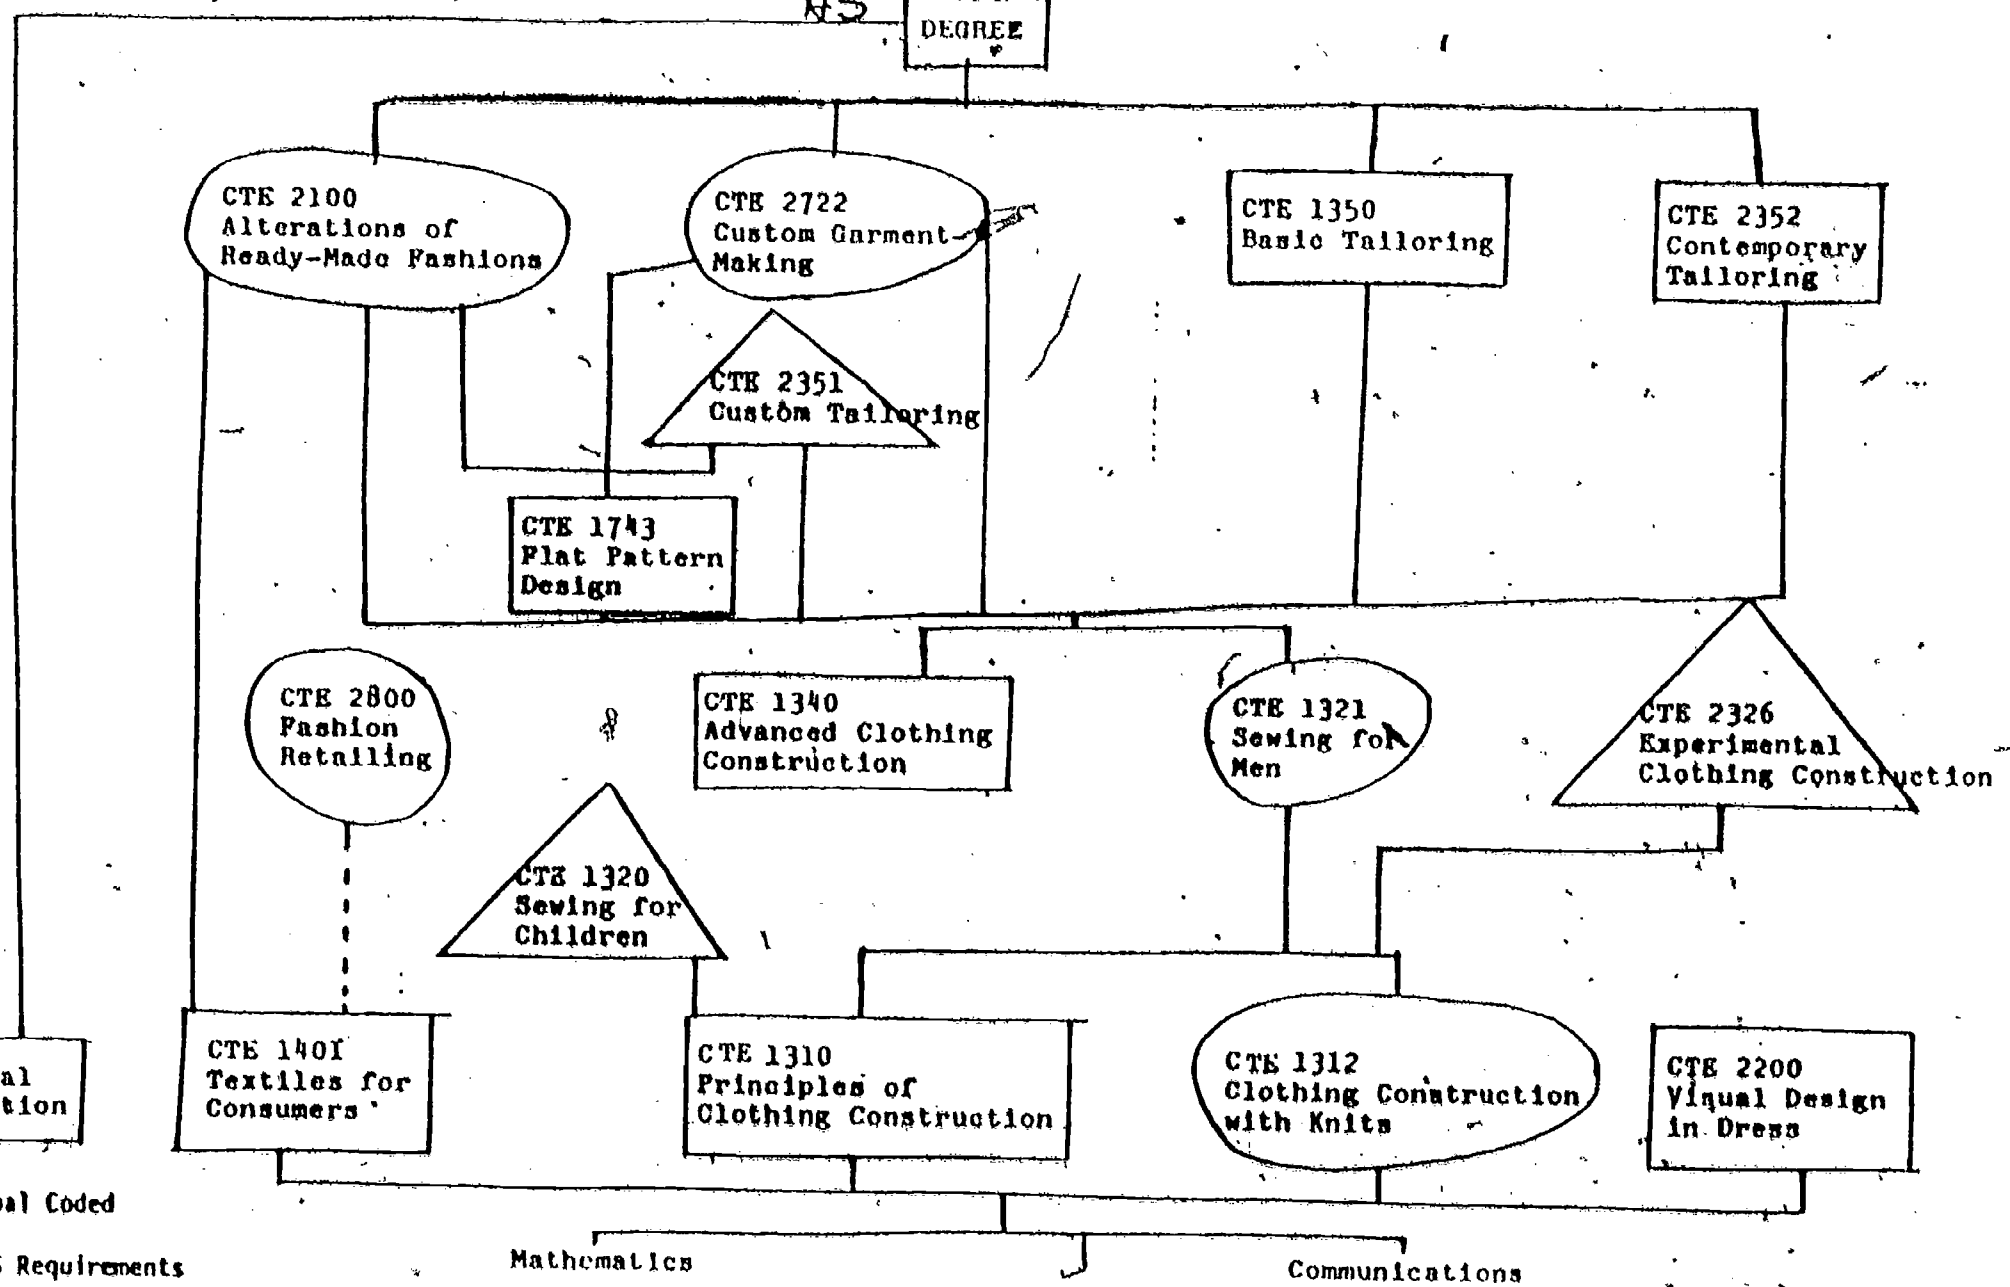 AS
DEGREE
CTE 2100
Alterations of
Ready-Made Fashions
CTE 2722
Custom Garment
Making
CTE 1350
Basic Tailoring
CTE 2352
Contemporary
Tailoring
CTE 2351
Custom Tailoring
CTE 1743
Flat Pattern
Design
CTE 2800
Fashion
Retailing
CTE 1340
Advanced Clothing
Construction
CTE 1321
Sewing for
Men
CTE 2326
Experimental
Clothing Construction
CTE 1320
Sewing for
Children
al
tion
CTE 1401
Textiles for
Consumers
CTE 1310
Principles of
Clothing Construction
CTE 1312
Clothing Construction
with Knits
CTE 2200
Visual Design
in Dress
al Coded
Requirements
Mathematics
Communications